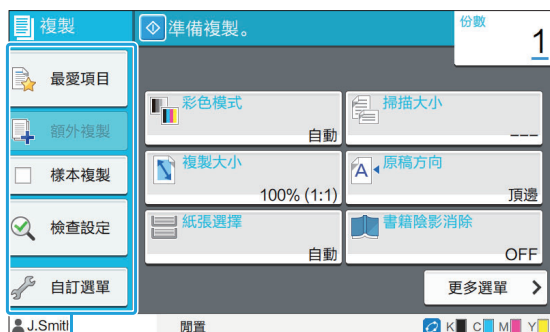 複製
準備複製。
份數
1
最愛項目
額外複製
樣本複製
檢查設定
自訂選單
彩色模式
自動
掃描大小
---
複製大小
100% (1:1)
原稿方向
頂邊
紙張選擇
自動
書籍陰影消除
OFF
更多選單
J.Smitl
閒置
K C M Y